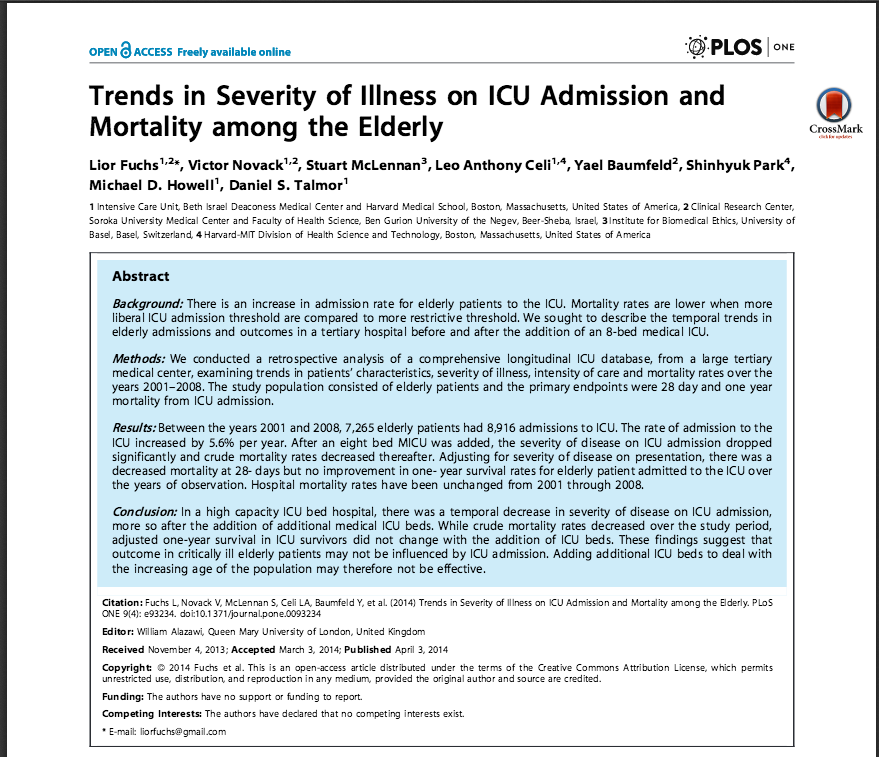 OPEN ACCESS Freely available online
PLOS ONE
Trends in Severity of Illness on ICU Admission and
Mortality among the Elderly
CrossMark
click for updates
Lior Fuchs1,2*, Victor Novack1,2, Stuart McLennan3, Leo Anthony Celi1,4, Yael Baumfeld2, Shinhyuk Park4,
Michael D. Howell1, Daniel S. Talmor1
1 Intensive Care Unit, Beth Israel Deaconess Medical Center and Harvard Medical School, Boston, Massachusetts, United States of America, 2 Clinical Research Center,
Soroka University Medical Center and Faculty of Health Science, Ben Gurion University of the Negev, Beer-Sheba, Israel, 3 Institute for Biomedical Ethics, University of
Basel, Basel, Switzerland, 4 Harvard-MIT Division of Health Science and Technology, Boston, Massachusetts, United States of America
Abstract
Background: There is an increase in admission rate for elderly patients to the ICU. Mortality rates are lower when more
liberal ICU admission threshold are compared to more restrictive threshold. We sought to describe the temporal trends in
elderly admissions and outcomes in a tertiary hospital before and after the addition of an 8-bed medical ICU.
Methods: We conducted a retrospective analysis of a comprehensive longitudinal ICU database, from a large tertiary
medical center, examining trends in patients' characteristics, severity of illness, intensity of care and mortality rates over the
years 2001–2008. The study population consisted of elderly patients and the primary endpoints were 28 day and one year
mortality from ICU admission.
Results: Between the years 2001 and 2008, 7,265 elderly patients had 8,916 admissions to ICU. The rate of admission to the
ICU increased by 5.6% per year. After an eight bed MICU was added, the severity of disease on ICU admission dropped
significantly and crude mortality rates decreased thereafter. Adjusting for severity of disease on presentation, there was a
decreased mortality at 28- days but no improvement in one- year survival rates for elderly patient admitted to the ICU over
the years of observation. Hospital mortality rates have been unchanged from 2001 through 2008.
Conclusion: In a high capacity ICU bed hospital, there was a temporal decrease in severity of disease on ICU admission,
more so after the addition of additional medical ICU beds. While crude mortality rates decreased over the study period,
adjusted one-year survival in ICU survivors did not change with the addition of ICU beds. These findings suggest that
outcome in critically ill elderly patients may not be influenced by ICU admission. Adding additional ICU beds to deal with
the increasing age of the population may therefore not be effective.
Citation: Fuchs L, Novack V, McLennan S, Celi LA, Baumfeld Y, et al. (2014) Trends in Severity of Illness on ICU Admission and Mortality among the Elderly. PLoS
ONE 9(4): e93234. doi:10.1371/journal.pone.0093234
Editor: William Alazawi, Queen Mary University of London, United Kingdom
Received November 4, 2013; Accepted March 3, 2014; Published April 3, 2014
Copyright: © 2014 Fuchs et al. This is an open-access article distributed under the terms of the Creative Commons Attribution License, which permits
unrestricted use, distribution, and reproduction in any medium, provided the original author and source are credited.
Funding: The authors have no support or funding to report.
Competing Interests: The authors have declared that no competing interests exist.
* E-mail: liorfuchs@gmail.com